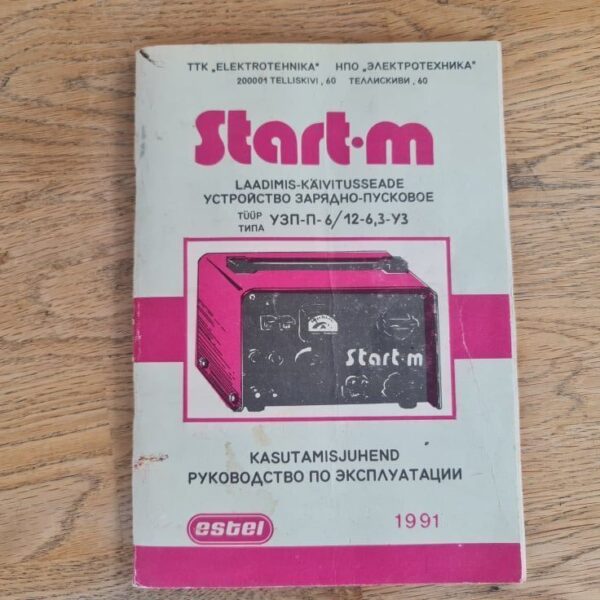 TTK „ELEKTROTEHNIKA" НПО „ЭЛЕКТРОТЕХНИКА"
200001 TELLISKIVI, 60 ТЕЛЛИСКИВИ, 60
Start·m
LAADIMIS-KÄIVITUSSEADE
УСТРОЙСТВО ЗАРЯДНО-ПУСКОВОЕ
TÜÜP
ТИПА УЗП-П-6/12-6,3-УЗ
Start·m
KASUTAMISJUHEND
РУКОВОДСТВО ПО ЭКСПЛУАТАЦИИ
estel 1991